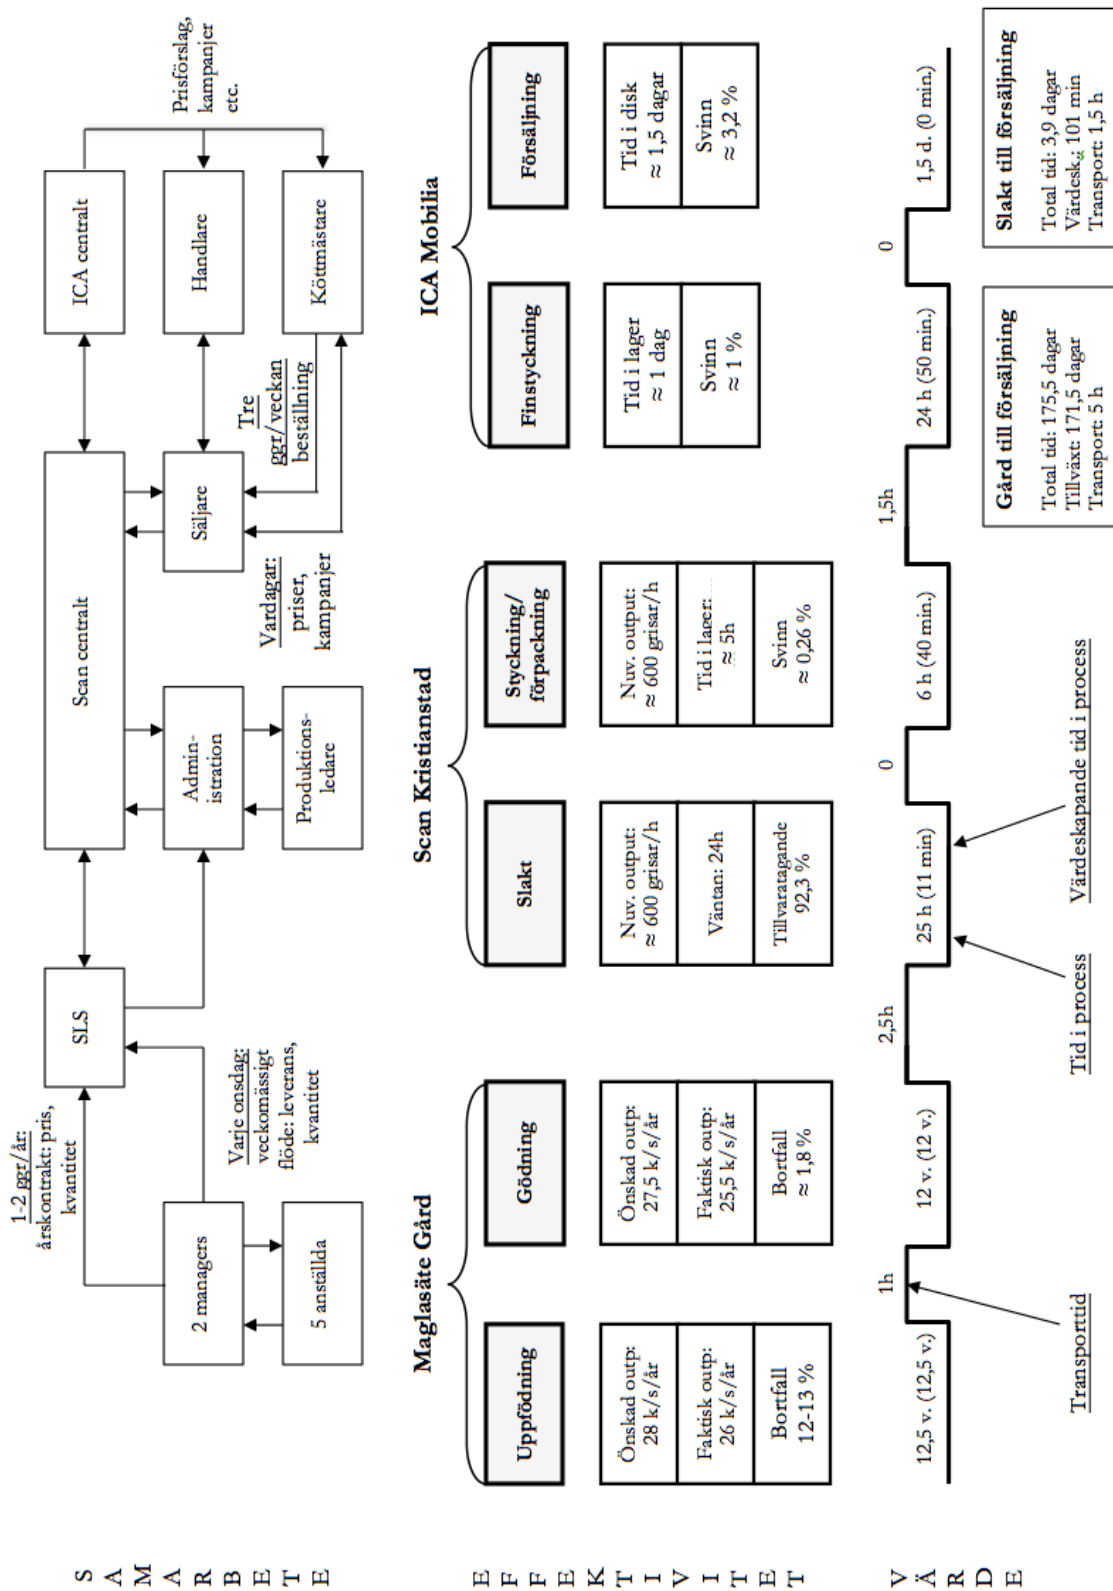 S
A
M
A
R
B
E
T
E
1-2 ggr/år:
årskontrakt: pris,
kvantitet
SLS
Scan centralt
ICA centralt
Prisförslag,
kampanjer
etc.
2 managers
Varje onsdag:
veckomässigt
flöde: leverans,
kvantitet
Admin-
istration
Säljare
Handlare
Vardagar:
priser,
kampanjer
Tre
ggr/veckan
beställning
5 anställda
Produktions-
ledare
Köttmästare
E
F
F
E
K
T
I
V
I
T
E
T
Maglasäte Gård
Scan Kristianstad
ICA Mobilia
Uppfödning
Gödning
Slakt
Styckning/
förpackning
Finstyckning
Försäljning
Önskad outp:
28 k/s/år
Faktisk outp:
26 k/s/år
Bortfall
12-13 %
Önskad outp:
27,5 k/s/år
Faktisk outp:
25,5 k/s/år
Bortfall
≈ 1,8 %
Nuv. output:
≈ 600 grisar/h
Väntan: 24h
Tillvaratagande
92,3 %
Nuv. output:
≈ 600 grisar/h
Tid i lager:
≈ 5h
Svinn
≈ 0,26 %
Tid i lager
≈ 1 dag
Svinn
≈ 1 %
Tid i disk
≈ 1,5 dagar
Svinn
≈ 3,2 %
V
Ä
R
D
E
12,5 v. (12,5 v.)
1h
12 v. (12 v.)
2,5h
25 h (11 min)
0
6 h (40 min.)
1,5h
24 h (50 min.)
0
1,5 d. (0 min.)
Transporttid
Tid i process
Värdeskapande tid i process
Gård till försäljning
Total tid: 175,5 dagar
Tillväxt: 171,5 dagar
Transport: 5 h
Slakt till försäljning
Total tid: 3,9 dagar
Värdesk.: 101 min
Transport: 1,5 h